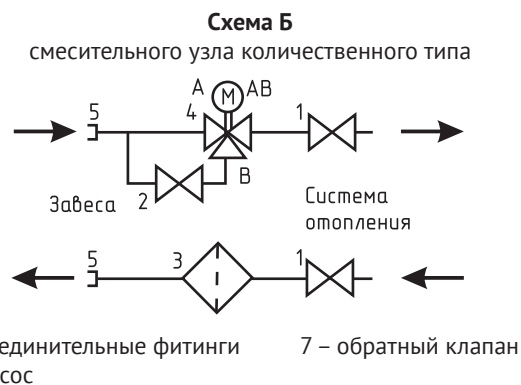 Схема Б
смесительного узла количественного типа
А М АВ
5 4 1
В
Завеса 2
Система
отопления
5 3 1
единительные фитинги 7 – обратный клапан
сос